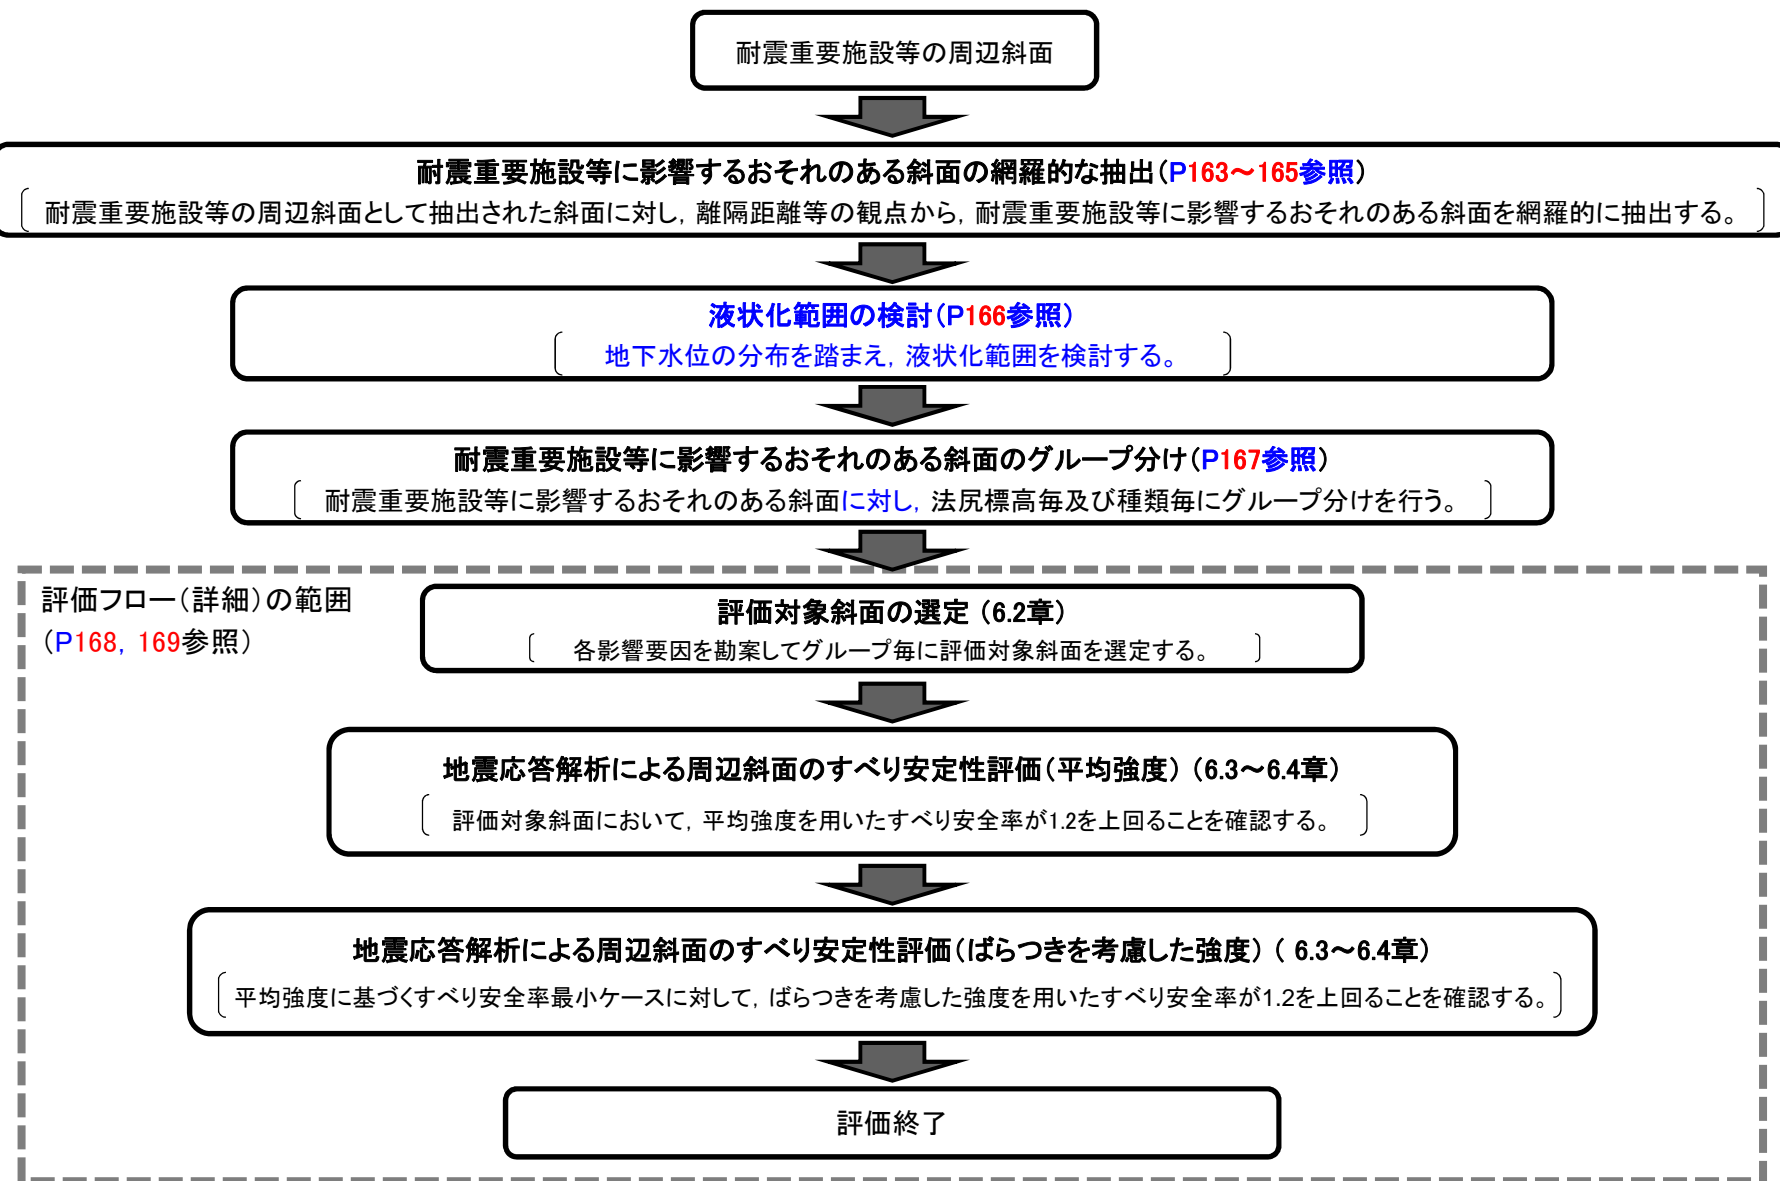 耐震重要施設等の周辺斜面
耐震重要施設等に影響するおそれのある斜面の網羅的な抽出(P163~165参照)
耐震重要施設等の周辺斜面として抽出された斜面に対し,離隔距離等の観点から,耐震重要施設等に影響するおそれのある斜面を網羅的に抽出する。
液状化範囲の検討(P166参照)
地下水位の分布を踏まえ,液状化範囲を検討する。
耐震重要施設等に影響するおそれのある斜面のグループ分け(P167参照)
耐震重要施設等に影響するおそれのある斜面に対し,法尻標高毎及び種類毎にグループ分けを行う。
評価フロー(詳細)の範囲
(P168, 169参照)
評価対象斜面の選定 (6.2章)
各影響要因を勘案してグループ毎に評価対象斜面を選定する。
地震応答解析による周辺斜面のすべり安定性評価(平均強度) (6.3~6.4章)
評価対象斜面において,平均強度を用いたすべり安全率が1.2を上回ることを確認する。
地震応答解析による周辺斜面のすべり安定性評価(ばらつきを考慮した強度) ( 6.3~6.4章)
平均強度に基づくすべり安全率最小ケースに対して,ばらつきを考慮した強度を用いたすべり安全率が1.2を上回ることを確認する。
評価終了